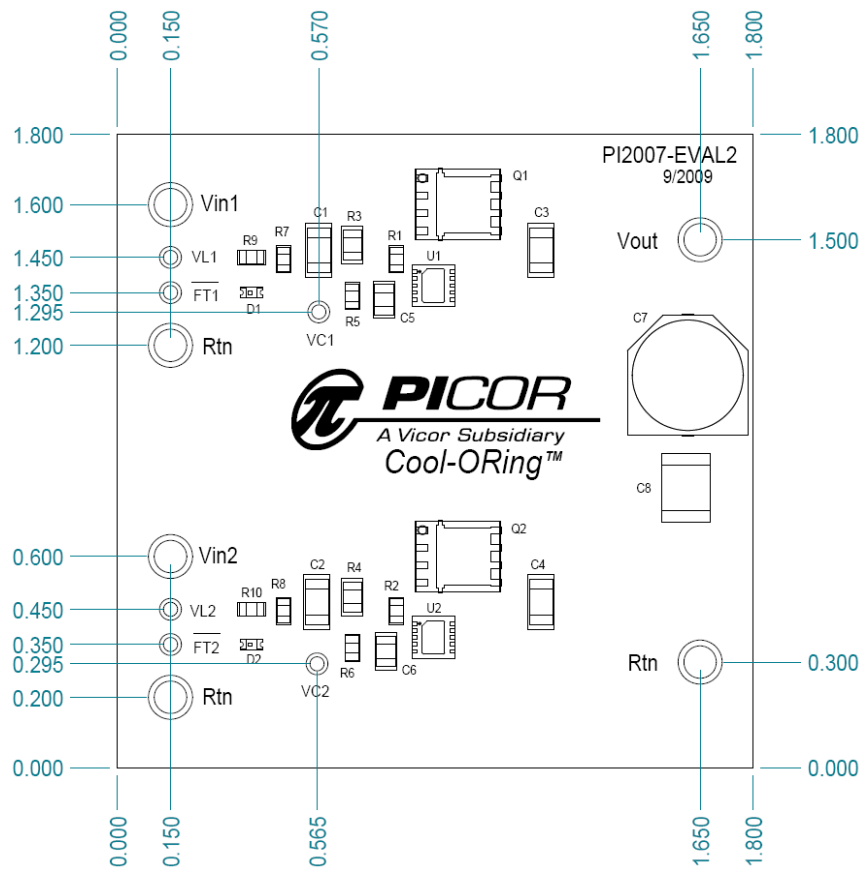 0.000
0.150
0.570
1.650
1.800
1.800
1.800
PI2007-EVAL2
9/2009
1.600
Vin1
Q1
C1
R3
C3
R7
R9
R1
Vout
1.500
1.450
VL1
U1
1.350
FT1
D1
1.295
R5
C5
C7
VC1
1.200
Rtn
PICOR
A Vicor Subsidiary
Cool-ORing™
C8
0.600
Vin2
Q2
C2
R4
C4
R8
R10
R2
0.450
VL2
U2
0.350
FT2
D2
0.295
R6
C6
Rtn
0.300
VC2
0.200
Rtn
0.000
0.000
0.000
0.150
0.565
1.650
1.800